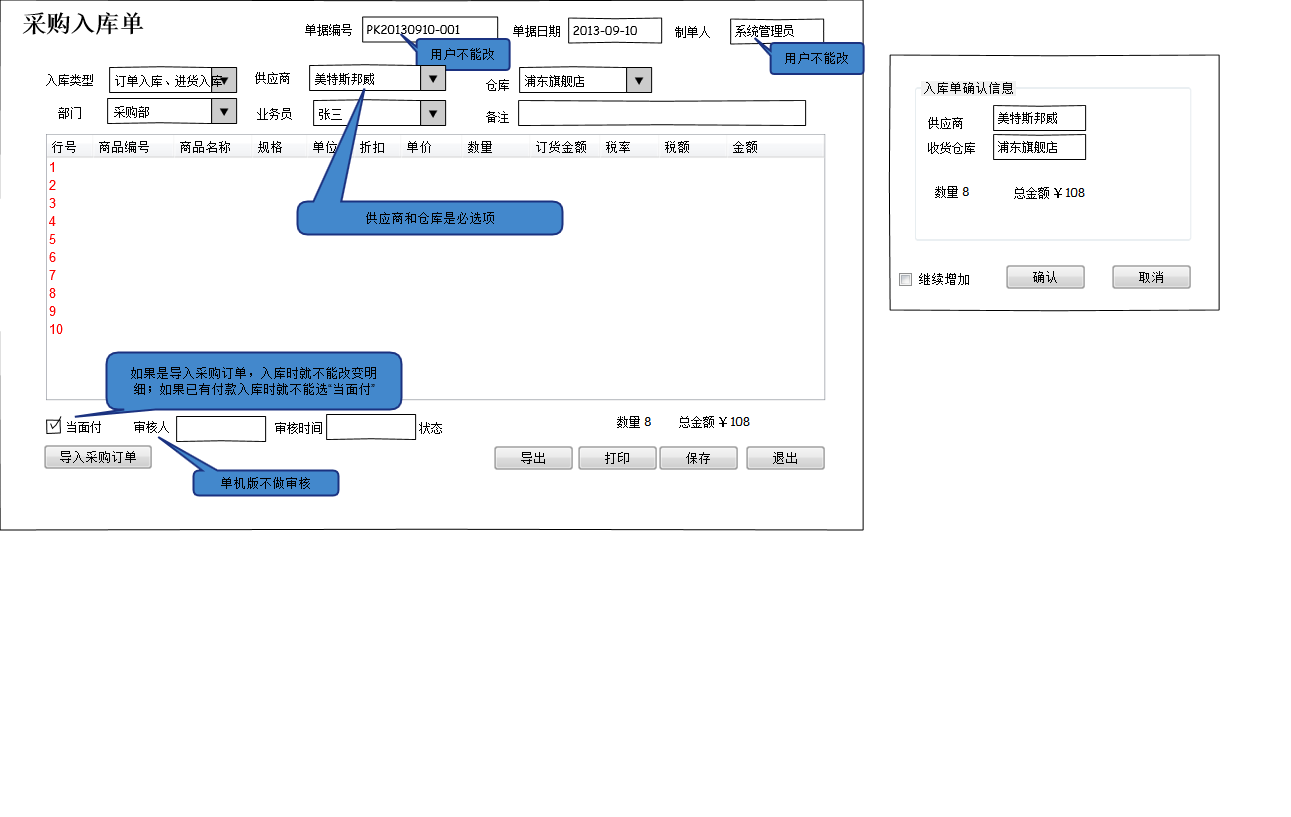 采购入库单
单据编号 PK20130910-001 单据日期 2013-09-10 制单人 系统管理员
用户不能改
用户不能改
入库类型 订单入库、进货入库 供应商 美特斯邦威 仓库 浦东旗舰店
部门 采购部 业务员 张三 备注
行号 商品编号 商品名称 规格 单位 折扣 单价 数量 订货金额 税率 税额 金额
1
2
3
4
5
6
7
8
9
10
供应商和仓库是必选项
如果是导入采购订单，入库时就不能改变明
细；如果已有付款入库时就不能选“当面付”
当面付 审核人 审核时间 状态 数量 8 总金额 ¥ 108
导入采购订单 导出 打印 保存 退出
单机版不做审核
入库单确认信息
供应商 美特斯邦威
收货仓库 浦东旗舰店
数量 8 总金额 ¥ 108
继续增加 确认 取消